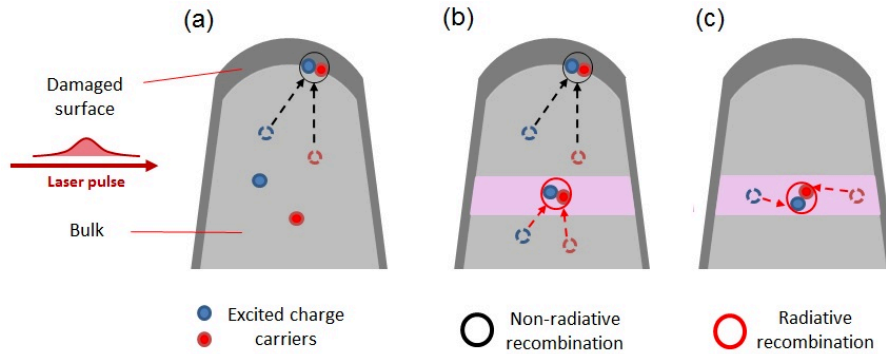 (a)
(b)
(c)
Damaged
surface
Laser pulse
Bulk
Excited charge
carriers
Non-radiative
recombination
Radiative
recombination